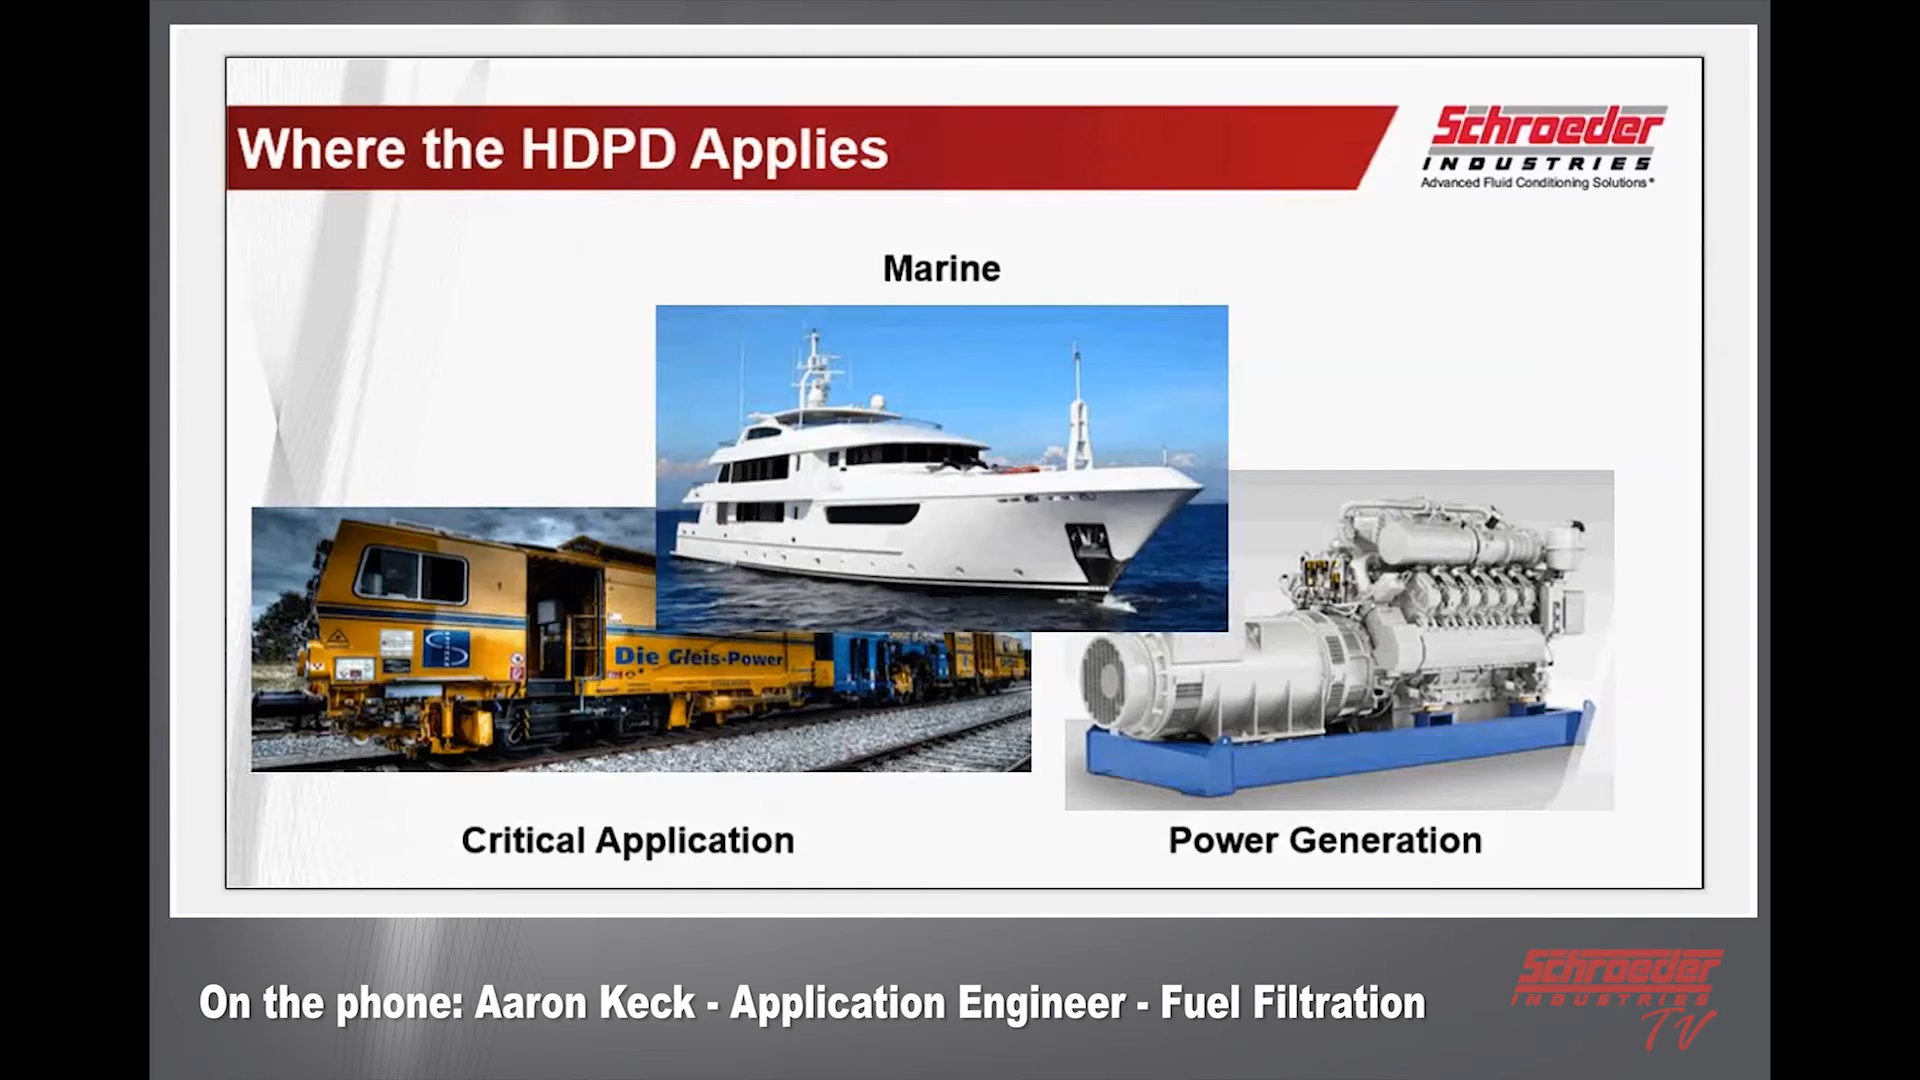 Where the HDPD Applies
Schroeder
INDUSTRIES
Advanced Fluid Conditioning Solutions®
Marine
Die Gleis-Power
Critical Application
Power Generation
On the phone: Aaron Keck - Application Engineer - Fuel Filtration
Schroeder
INDUSTRIES
TV